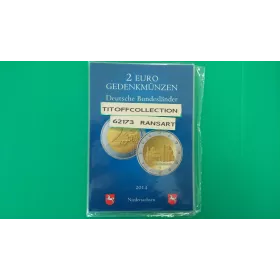 2 EURO
GEDENKMÜNZEN
Deutsche Bundesländer
TITOFFCOLLECTION
62173 RANSART
2014
Niedersachsen